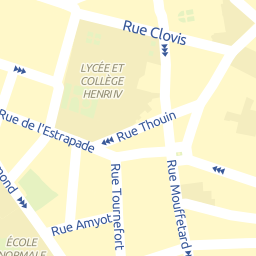 Rue Clovis
LYCÉE ET
COLLÈGE
HENRI IV
Rue Thouin
Rue de l'Estrapade
Rue Mouffetard
Rue Tournefort
mond
Rue Amyot
ÉCOLE
NORMALE